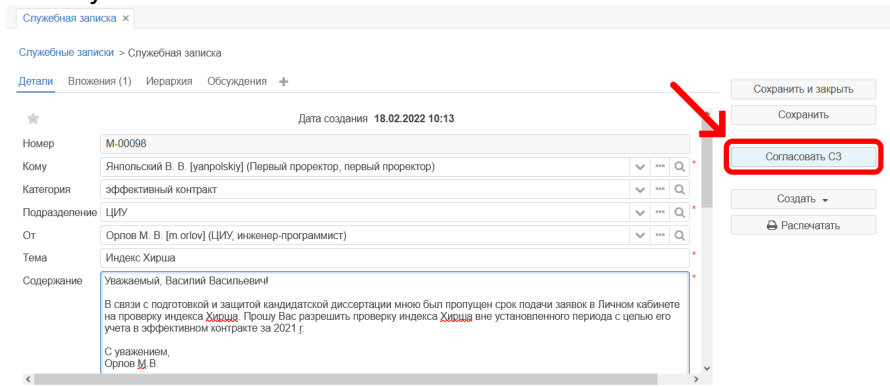 Служебная записка ×
Служебные записки > Служебная записка
Детали Вложения (1) Иерархия Обсуждения +
Сохранить и закрыть
Дата создания 18.02.2022 10:13
Сохранить
Номер M-00098
Согласовать СЗ
Кому Янпольский В. В. [yanpolskiy] (Первый проректор, первый проректор) *
Категория эффективный контракт
Создать
Подразделение ЦИУ *
Распечатать
От Орлов М. В. [m.orlov] (ЦИУ, инженер-программист)
Тема Индекс Хирша *
Содержание Уважаемый, Василий Васильевич! *
В связи с подготовкой и защитой кандидатской диссертации мною был пропущен срок подачи заявок в Личном кабинете
на проверку индекса Хирша. Прошу Вас разрешить проверку индекса Хирша вне установленного периода с целью его
учета в эффективном контракте за 2021 г.
С уважением,
Орлов М.В.